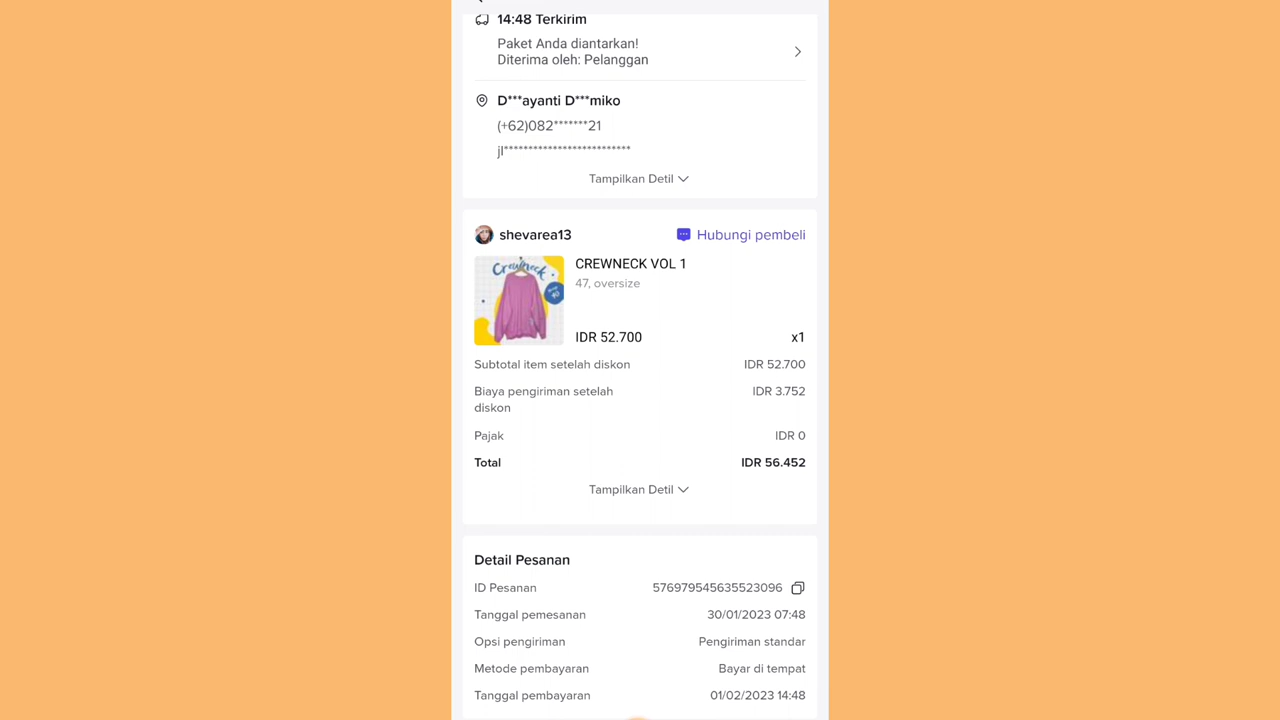 14:48 Terkirim
Paket Anda diantarkan!
Diterima oleh: Pelanggan
D***ayanti D***miko
(+62)082*******21
jl**************************
Tampilkan Detil
shevarea13
Hubungi pembeli
Crewneck
CREWNECK VOL 1
47, oversize
IDR 52.700
x1
Subtotal item setelah diskon
IDR 52.700
Biaya pengiriman setelah
diskon
IDR 3.752
Pajak
IDR 0
Total
IDR 56.452
Tampilkan Detil
Detail Pesanan
ID Pesanan
576979545635523096
Tanggal pemesanan
30/01/2023 07:48
Opsi pengiriman
Pengiriman standar
Metode pembayaran
Bayar di tempat
Tanggal pembayaran
01/02/2023 14:48